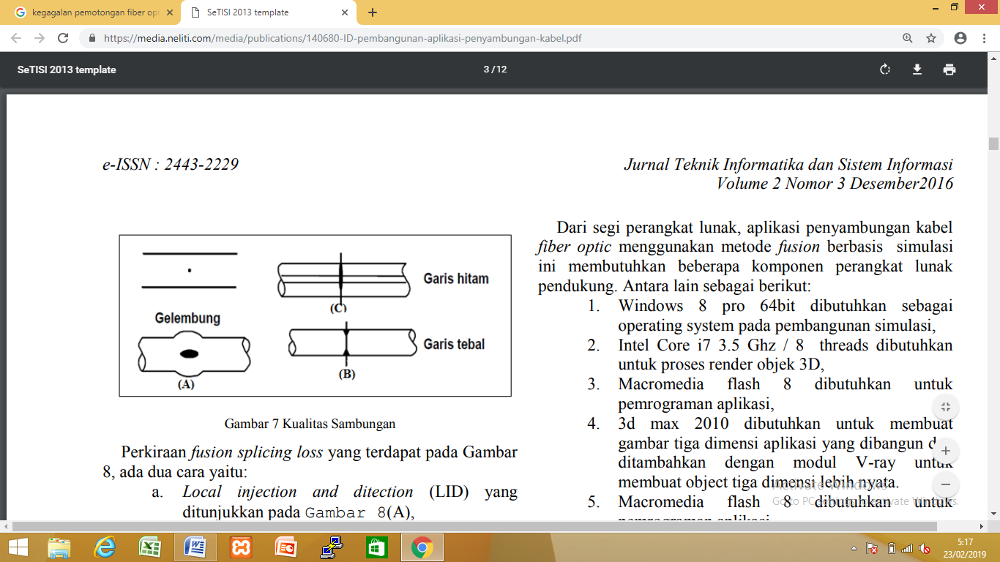 kegagalan pemotongan fiber opt
SeTISI 2013 template
https://media.neliti.com/media/publications/140680-ID-pembangunan-aplikasi-penyambungan-kabel.pdf
SeTISI 2013 template
3 / 12
e-ISSN : 2443-2229
Jurnal Teknik Informatika dan Sistem Informasi
Volume 2 Nomor 3 Desember2016
Gelembung
(A)
Garis hitam
(C)
Garis tebal
(B)
Gambar 7 Kualitas Sambungan
Perkiraan fusion splicing loss yang terdapat pada Gambar
8, ada dua cara yaitu:
a. Local injection and ditection (LID) yang
ditunjukkan pada Gambar 8(A),
Dari segi perangkat lunak, aplikasi penyambungan kabel
fiber optic menggunakan metode fusion berbasis simulasi
ini membutuhkan beberapa komponen perangkat lunak
pendukung. Antara lain sebagai berikut:
1. Windows 8 pro 64bit dibutuhkan sebagai
operating system pada pembangunan simulasi,
2. Intel Core i7 3.5 Ghz / 8 threads dibutuhkan
untuk proses render objek 3D,
3. Macromedia flash 8 dibutuhkan untuk
pemrograman aplikasi,
4. 3d max 2010 dibutuhkan untuk membuat
gambar tiga dimensi aplikasi yang dibangun
ditambahkan dengan modul V-ray untuk
membuat object tiga dimensi lebih nyata.
5. Macromedia flash 8 dibutuhkan untuk
pemrograman aplikasi
Activate Windows
Go to PC settings to activate Windows.
5:17
23/02/2019